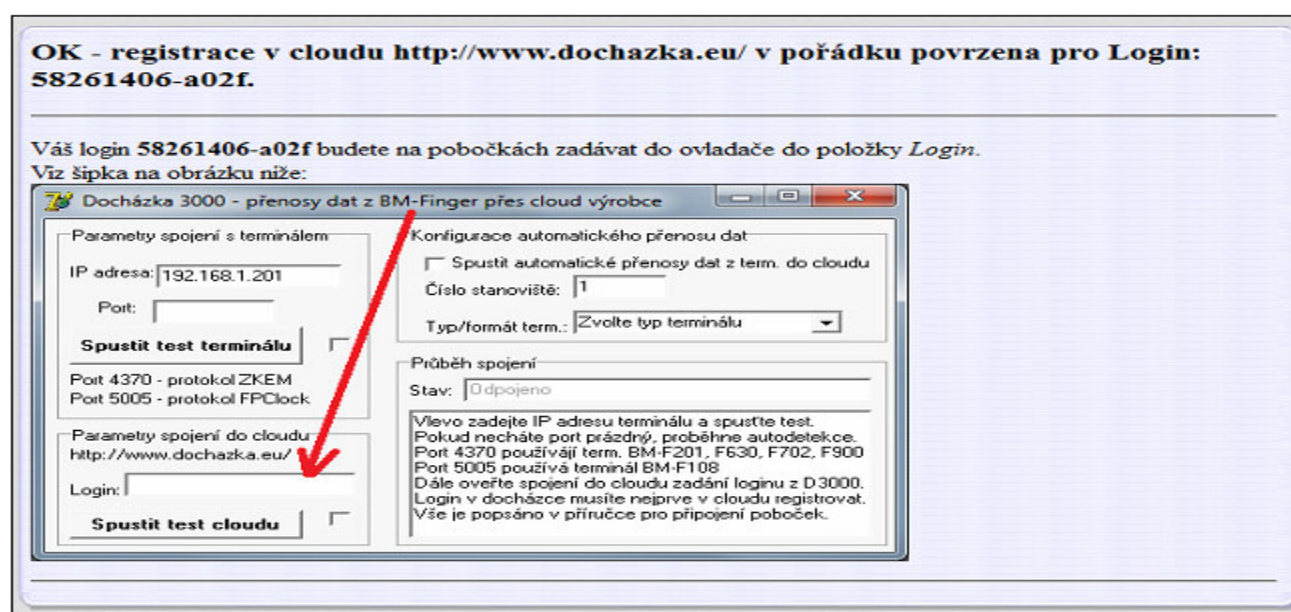 OK - registrace v cloudu http://www.dochazka.eu/ v pořádku povrzena pro Login:
58261406-a02f.
Váš login 58261406-a02f budete na pobočkách zadávat do ovladače do položky Login.
Viz šipka na obrázku níže:
Docházka 3000 - přenosy dat z BM-Finger přes cloud výrobce
Parametry spojení s terminálem
IP adresa: 192.168.1.201
Port:
Spustit test terminálu
Port 4370 - protokol ZKEM
Port 5005 - protokol FPClock
Parametry spojení do cloudu
http://www.dochazka.eu/
Login:
Spustit test cloudu
Konfigurace automatického přenosu dat
Spustit automatické přenosy dat z term. do cloudu
Číslo stanoviště: 1
Typ/formát term.: Zvolte typ terminálu
Průběh spojení
Stav: Odpojeno
Vlevo zadejte IP adresu terminálu a spusťte test.
Pokud necháte port prázdný, proběhne autodetekce.
Port 4370 používájí term. BM-F201, F630, F702, F900
Port 5005 používá terminál BM-F108
Dále oveřte spojení do cloudu zadání loginu z D3000.
Login v docházce musíte nejprve v cloudu registrovat.
Vše je popsáno v příručce pro připojení poboček.